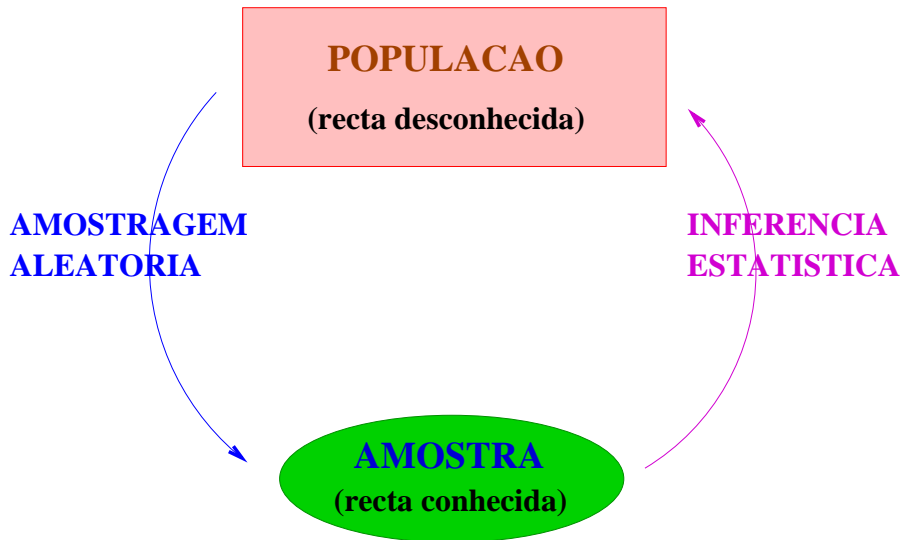 POPULACAO
(recta desconhecida)
AMOSTRAGEM
ALEATORIA
INFERENCIA
ESTATISTICA
AMOSTRA
(recta conhecida)